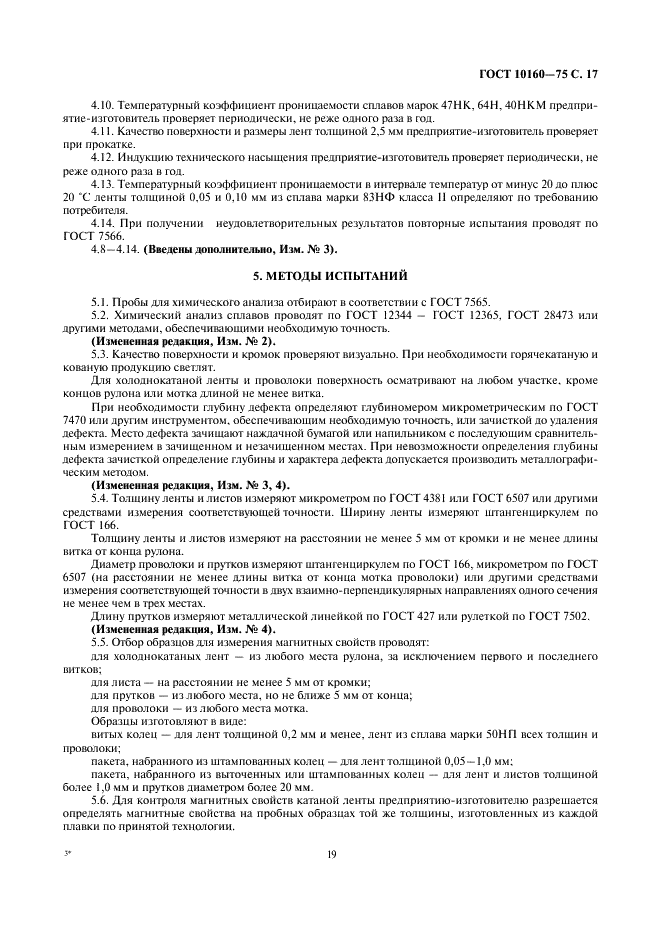 ГОСТ 10160—75 С. 17
4.10. Температурный коэффициент проницаемости сплавов марок 47НК, 64Н, 40НКМ предпри-
ятие-изготовитель проверяет периодически, не реже одного раза в год.
4.11. Качество поверхности и размеры лент толщиной 2,5 мм предприятие-изготовитель проверяет
при прокатке.
4.12. Индукцию технического насыщения предприятие-изготовитель проверяет периодически, не
реже одного раза в год.
4.13. Температурный коэффициент проницаемости в интервале температур от минус 20 до плюс
20 °С ленты толщиной 0,05 и 0,10 мм из сплава марки 83НФ класса II определяют по требованию
потребителя.
4.14. При получении неудовлетворительных результатов повторные испытания проводят по
ГОСТ 7566.
4.8—4.14. (Введены дополнительно, Изм. № 3).
5. МЕТОДЫ ИСПЫТАНИЙ
5.1. Пробы для химического анализа отбирают в соответствии с ГОСТ 7565.
5.2. Химический анализ сплавов проводят по ГОСТ 12344 — ГОСТ 12365, ГОСТ 28473 или
другими методами, обеспечивающими необходимую точность.
(Измененная редакция, Изм. № 2).
5.3. Качество поверхности и кромок проверяют визуально. При необходимости горячекатаную и
кованую продукцию светлят.
Для холоднокатаной ленты и проволоки поверхность осматривают на любом участке, кроме
концов рулона или мотка длиной не менее витка.
При необходимости глубину дефекта определяют глубиномером микрометрическим по ГОСТ
7470 или другим инструментом, обеспечивающим необходимую точность, или зачисткой до удаления
дефекта. Место дефекта зачищают наждачной бумагой или напильником с последующим сравнитель-
ным измерением в зачищенном и незачищенном местах. При невозможности определения глубины
дефекта зачисткой определение глубины и характера дефекта допускается производить металлографи-
ческим методом.
(Измененная редакция, Изм. № 3, 4).
5.4. Толщину ленты и листов измеряют микрометром по ГОСТ 4381 или ГОСТ 6507 или другими
средствами измерения соответствующей точности. Ширину ленты измеряют штангенциркулем по
ГОСТ 166.
Толщину ленты и листов измеряют на расстоянии не менее 5 мм от кромки и не менее длины
витка от конца рулона.
Диаметр проволоки и прутков измеряют штангенциркулем по ГОСТ 166, микрометром по ГОСТ
6507 (на расстоянии не менее длины витка от конца мотка проволоки) или другими средствами
измерения соответствующей точности в двух взаимно-перпендикулярных направлениях одного сечения
не менее чем в трех местах.
Длину прутков измеряют металлической линейкой по ГОСТ 427 или рулеткой по ГОСТ 7502.
(Измененная редакция, Изм. № 4).
5.5. Отбор образцов для измерения магнитных свойств проводят:
для холоднокатаных лент — из любого места рулона, за исключением первого и последнего
витков;
для листа — на расстоянии не менее 5 мм от кромки;
для прутков — из любого места, но не ближе 5 мм от конца;
для проволоки — из любого места мотка.
Образцы изготовляют в виде:
витых колец — для лент толщиной 0,2 мм и менее, лент из сплава марки 50НП всех толщин и
проволоки;
пакета, набранного из штампованных колец — для лент толщиной 0,05—1,0 мм;
пакета, набранного из выточенных или штампованных колец — для лент и листов толщиной
более 1,0 мм и прутков диаметром более 20 мм.
5.6. Для контроля магнитных свойств катаной ленты предприятию-изготовителю разрешается
определять магнитные свойства на пробных образцах той же толщины, изготовленных из каждой
плавки по принятой технологии.
3*
19